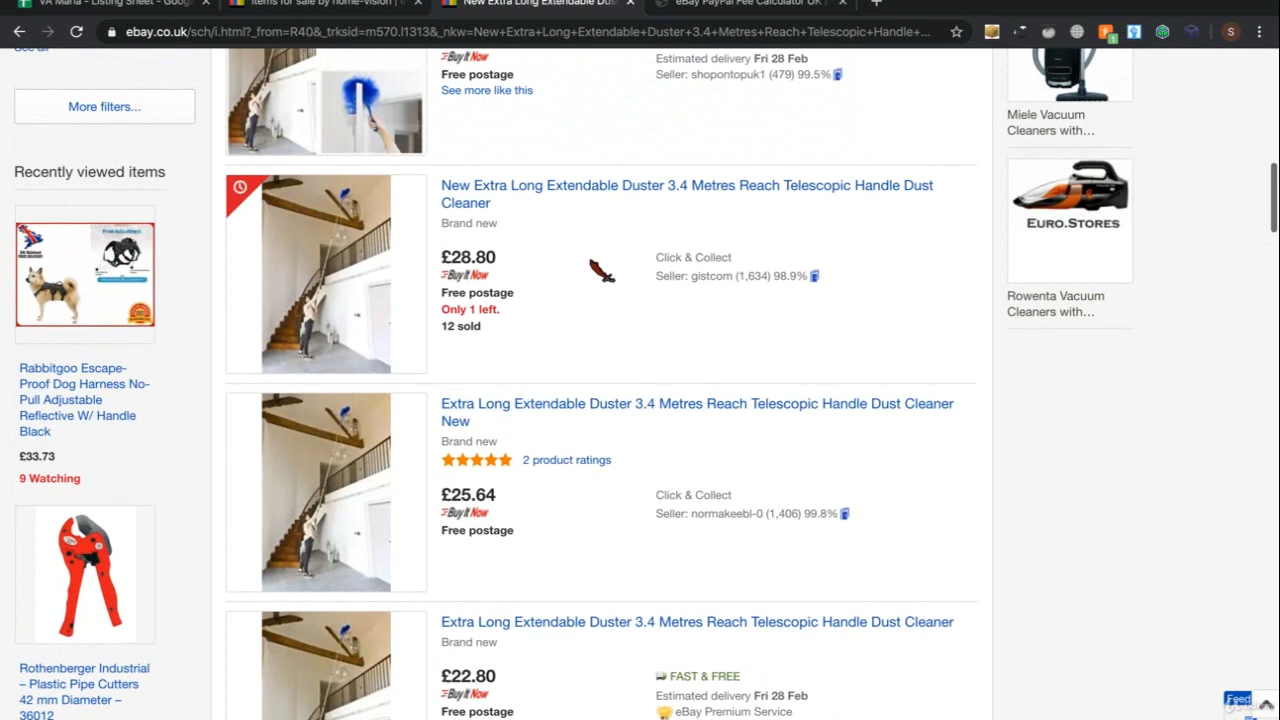 VA Maria - Listing Sheet - Goog
Items for sale by home-vision | e
New Extra Long Extendable Dus
eBay PayPal Fee Calculator UK
ebay.co.uk/sch/i.html?_from=R40&_trksid=m570.l1313&_nkw=New+Extra+Long+Extendable+Duster+3.4+Metres+Reach+Telescopic+Handle+...
S
1
See all
More filters...
Recently viewed items
Rabbitgoo Escape-
Proof Dog Harness No-
Pull Adjustable
Reflective W/ Handle
Black
£33.73
9 Watching
Rothenberger Industrial
– Plastic Pipe Cutters
42 mm Diameter –
36012
Buy It Now
Free postage
See more like this
Estimated delivery Fri 28 Feb
Seller: shopontopuk1 (479) 99.5%
New Extra Long Extendable Duster 3.4 Metres Reach Telescopic Handle Dust
Cleaner
Brand new
£28.80
Buy It Now
Free postage
Only 1 left.
12 sold
Click & Collect
Seller: gistcom (1,634) 98.9%
Extra Long Extendable Duster 3.4 Metres Reach Telescopic Handle Dust Cleaner
New
Brand new
2 product ratings
£25.64
Buy It Now
Free postage
Click & Collect
Seller: normakeebl-0 (1,406) 99.8%
Extra Long Extendable Duster 3.4 Metres Reach Telescopic Handle Dust Cleaner
Brand new
£22.80
Buy It Now
Free postage
FAST & FREE
Estimated delivery Fri 28 Feb
eBay Premium Service
Miele Vacuum
Cleaners with...
EURO.STORES
Rowenta Vacuum
Cleaners with...
Feed